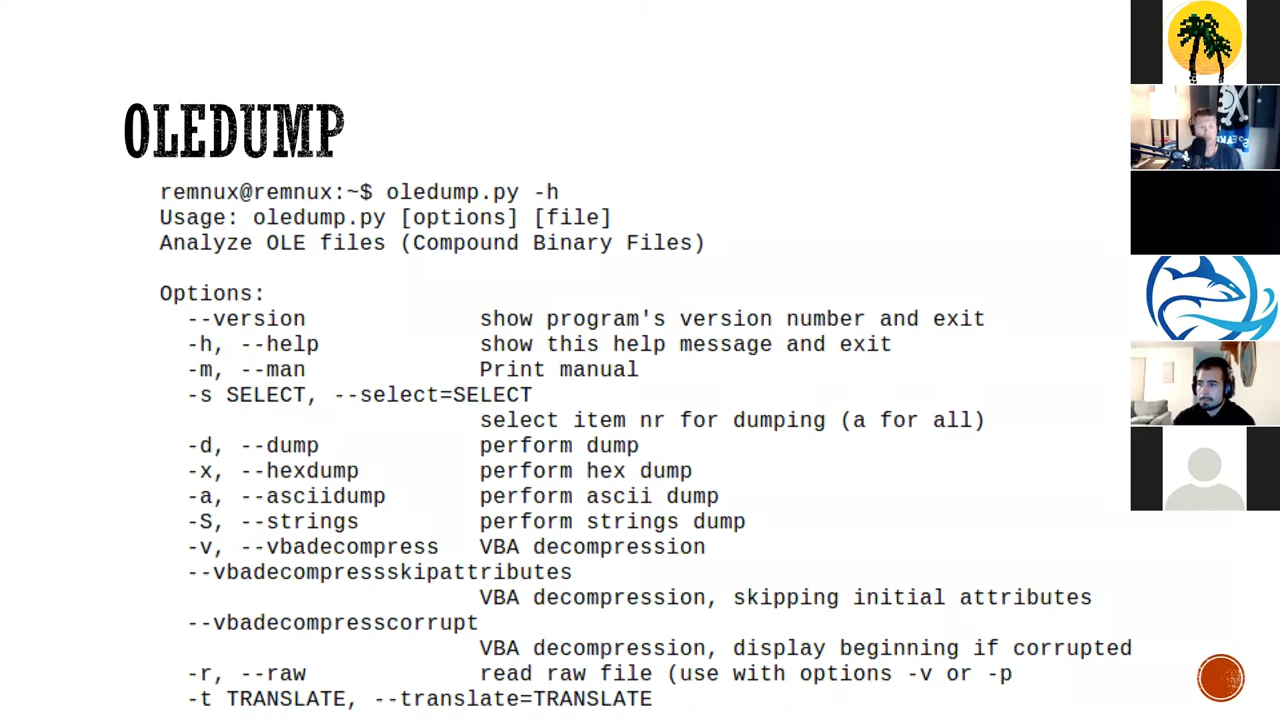 OLEDUMP
remnux@remnux:~$ oledump.py -h
Usage: oledump.py [options] [file]
Analyze OLE files (Compound Binary Files)
Options:
--version show program's version number and exit
-h, --help show this help message and exit
-m, --man Print manual
-s SELECT, --select=SELECT
select item nr for dumping (a for all)
-d, --dump perform dump
-x, --hexdump perform hex dump
-a, --asciidump perform ascii dump
-S, --strings perform strings dump
-v, --vbadecompress VBA decompression
--vbadecompressskipattributes
VBA decompression, skipping initial attributes
--vbadecompresscorrupt
VBA decompression, display beginning if corrupted
-r, --raw read raw file (use with options -v or -p
-t TRANSLATE, --translate=TRANSLATE